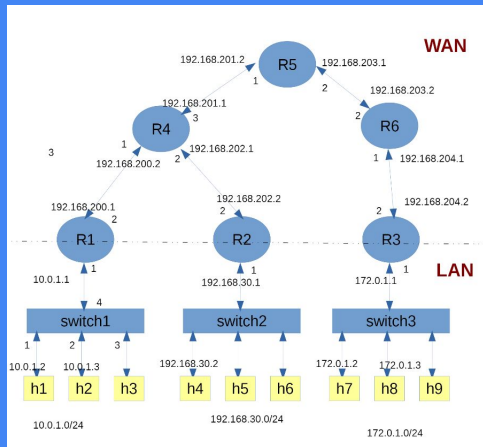 WAN
192.168.201.2
R5
192.168.203.1
1
2
192.168.203.2
192.168.201.1
3
2
R4
R6
1
2
192.168.202.1
1
192.168.204.1
3
192.168.200.2
192.168.200.1
2
192.168.202.2
2
2
192.168.204.2
R1
R2
R3
1
1
1
LAN
10.0.1.1
192.168.30.1
172.0.1.1
4
switch1
switch2
switch3
1
2
3
10.0.1.2
10.0.1.3
192.168.30.2
172.0.1.2
172.0.1.3
h1
h2
h3
h4
h5
h6
h7
h8
h9
10.0.1.0/24
192.168.30.0/24
172.0.1.0/24